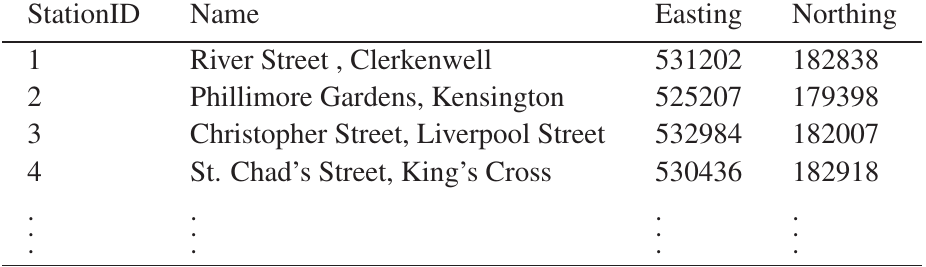 StationID Name Easting Northing
1 River Street , Clerkenwell 531202 182838
2 Phillimore Gardens, Kensington 525207 179398
3 Christopher Street, Liverpool Street 532984 182007
4 St. Chad’s Street, King’s Cross 530436 182918
. . . .
. . . .
. . . .